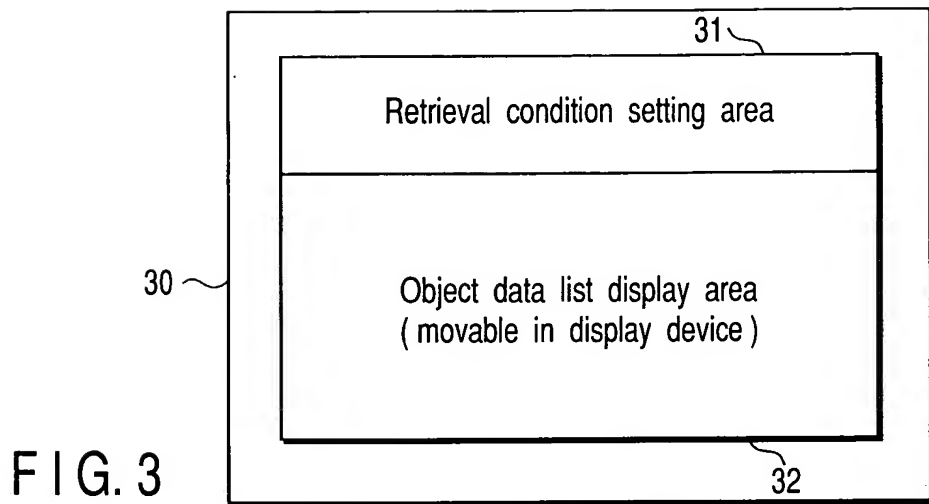 31
Retrieval condition setting area
30
Object data list display area
( movable in display device )
32
FIG. 3